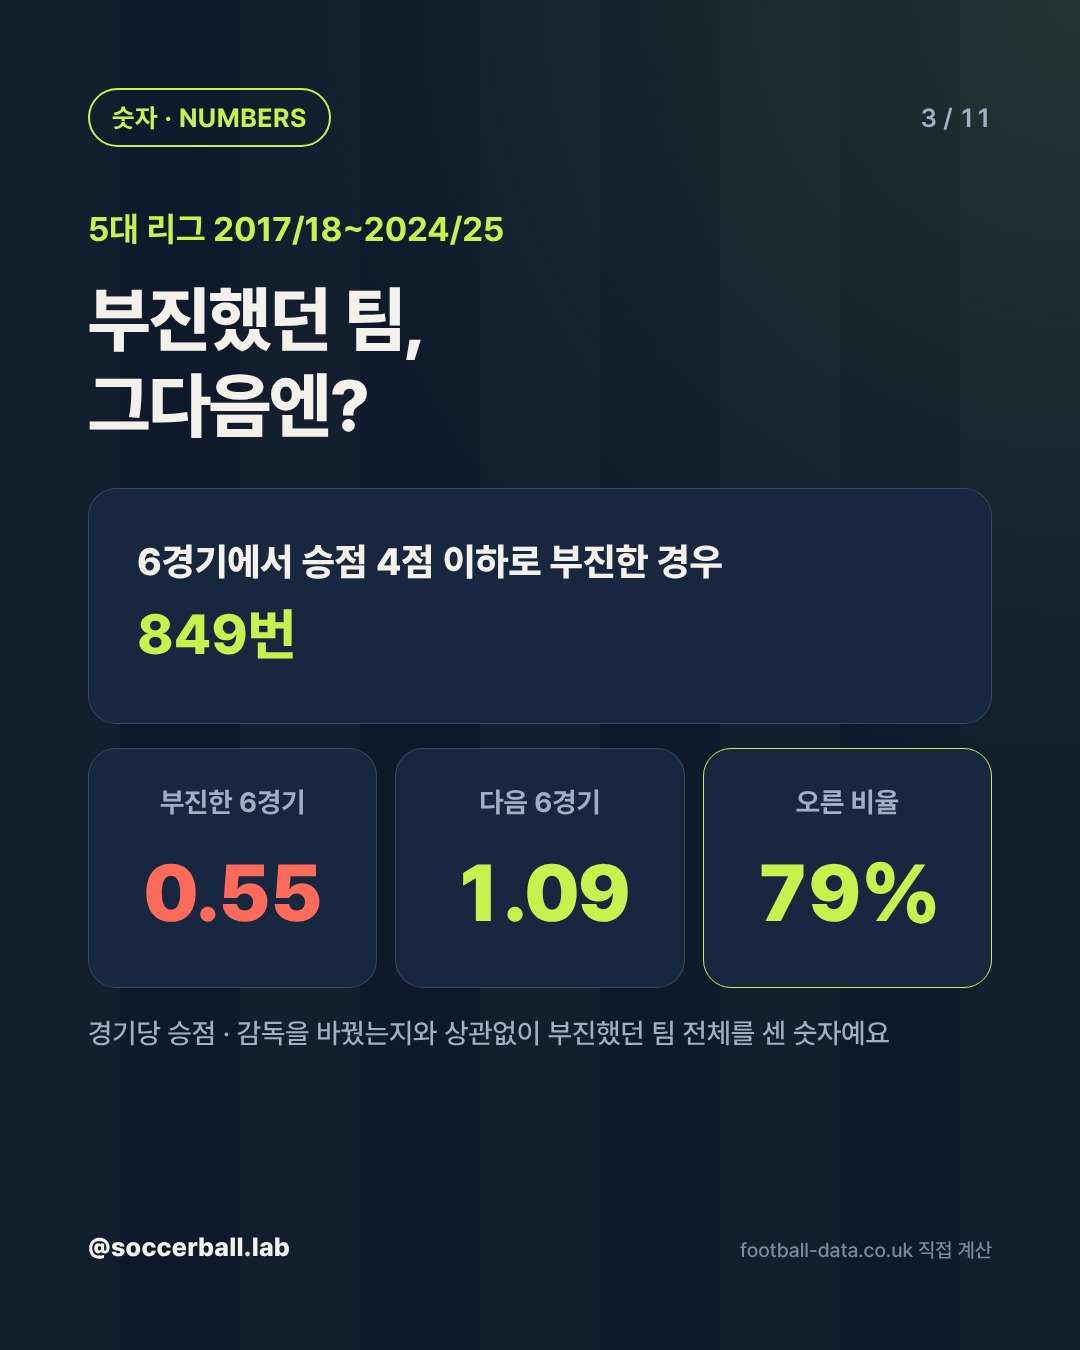 숫자 · NUMBERS
3 / 11
5대 리그 2017/18~2024/25
부진했던 팀,
그다음엔?
6경기에서 승점 4점 이하로 부진한 경우
849번
부진한 6경기
0.55
다음 6경기
1.09
오른 비율
79%
경기당 승점 · 감독을 바꿨는지와 상관없이 부진했던 팀 전체를 센 숫자예요
@soccerball.lab
football-data.co.uk 직접 계산